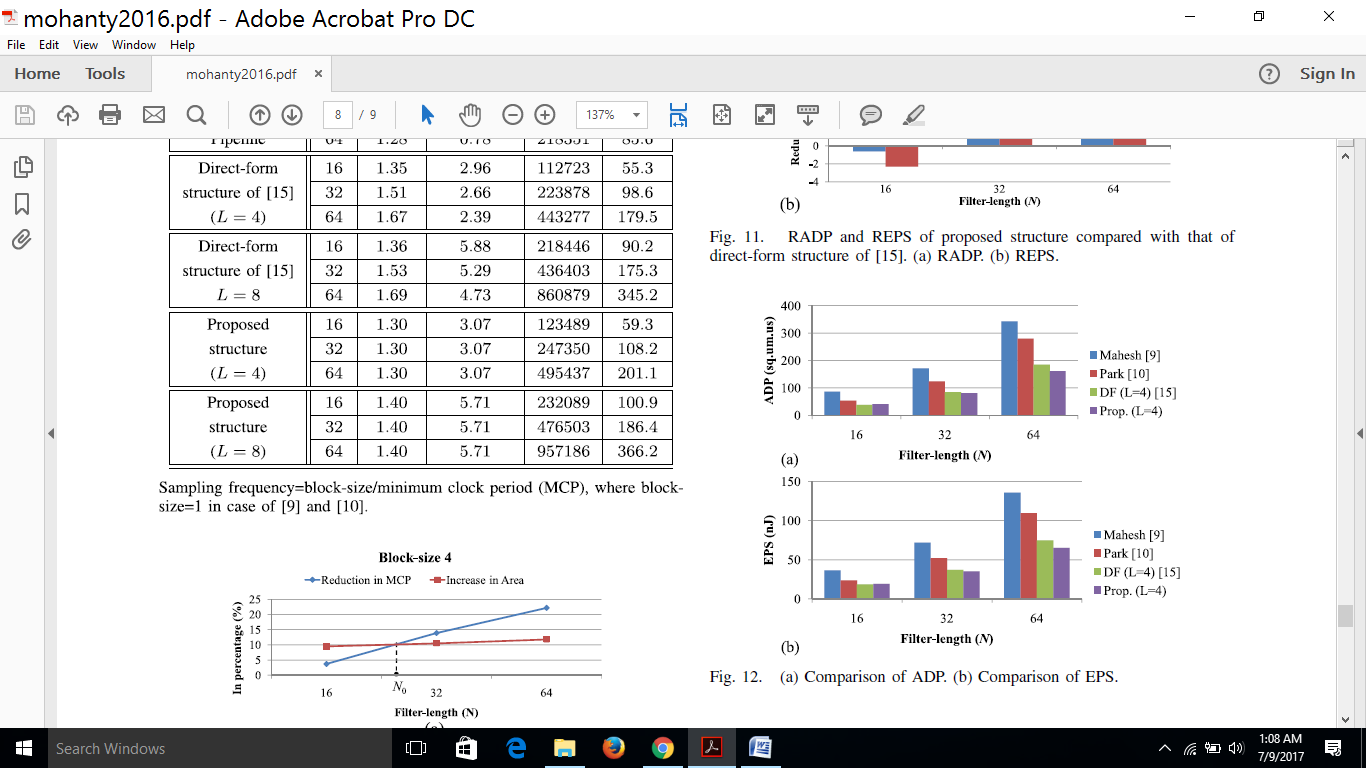 mohanty2016.pdf - Adobe Acrobat Pro DC
File Edit View Window Help
Home Tools mohanty2016.pdf × ? Sign In
8 / 9 137%
Pipeline 64 1.28 0.78 218351 85.6
Direct-form 16 1.35 2.96 112723 55.3
structure of [15] 32 1.51 2.66 223878 98.6
(L = 4) 64 1.67 2.39 443277 179.5
Direct-form 16 1.36 5.88 218446 90.2
structure of [15] 32 1.53 5.29 436403 175.3
L = 8 64 1.69 4.73 860879 345.2
Proposed 16 1.30 3.07 123489 59.3
structure 32 1.30 3.07 247350 108.2
(L = 4) 64 1.30 3.07 495437 201.1
Proposed 16 1.40 5.71 232089 100.9
structure 32 1.40 5.71 476503 186.4
(L = 8) 64 1.40 5.71 957186 366.2
Sampling frequency=block-size/minimum clock period (MCP), where block-
size=1 in case of [9] and [10].
Block-size 4
Reduction in MCP Increase in Area
In percentage (%)
25
20
15
10
5
0
16 N0 32 64
Filter-length (N)
Redu
0
-2
-4
16 32 64
Filter-length (N)
(b)
Fig. 11. RADP and REPS of proposed structure compared with that of
direct-form structure of [15]. (a) RADP. (b) REPS.
ADP (sq.um.us)
400
300
200
100
0
16 32 64
Filter-length (N)
Mahesh [9]
Park [10]
DF (L=4) [15]
Prop. (L=4)
(a)
EPS (nJ)
150
100
50
0
16 32 64
Filter-length (N)
Mahesh [9]
Park [10]
DF (L=4) [15]
Prop. (L=4)
(b)
Fig. 12. (a) Comparison of ADP. (b) Comparison of EPS.
Search Windows
1:08 AM
7/9/2017